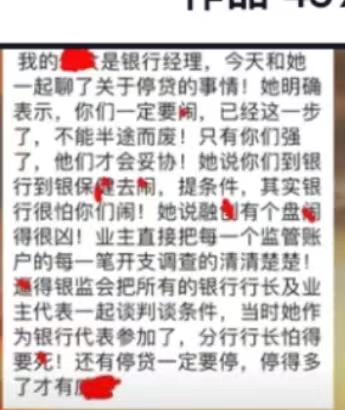 作品
我的是银行经理，今天和她
一起聊了关于停贷的事情！她明确
表示，你们一定要闹，已经这一步
了，不能半途而废！只有你们强
了，他们才会妥协！她说你们到银
行到银保去闹，提条件，其实银
行很怕你们闹！她说融创有个盘闹
得很凶！业主直接把每一个监管账
户的每一笔开支调查的清清楚楚！
逼得银监会把所有的银行行长及业
主代表一起谈判谈条件，当时她作
为银行代表参加了，分行行长怕得
要死！还有停贷一定要停，停得多
了才有